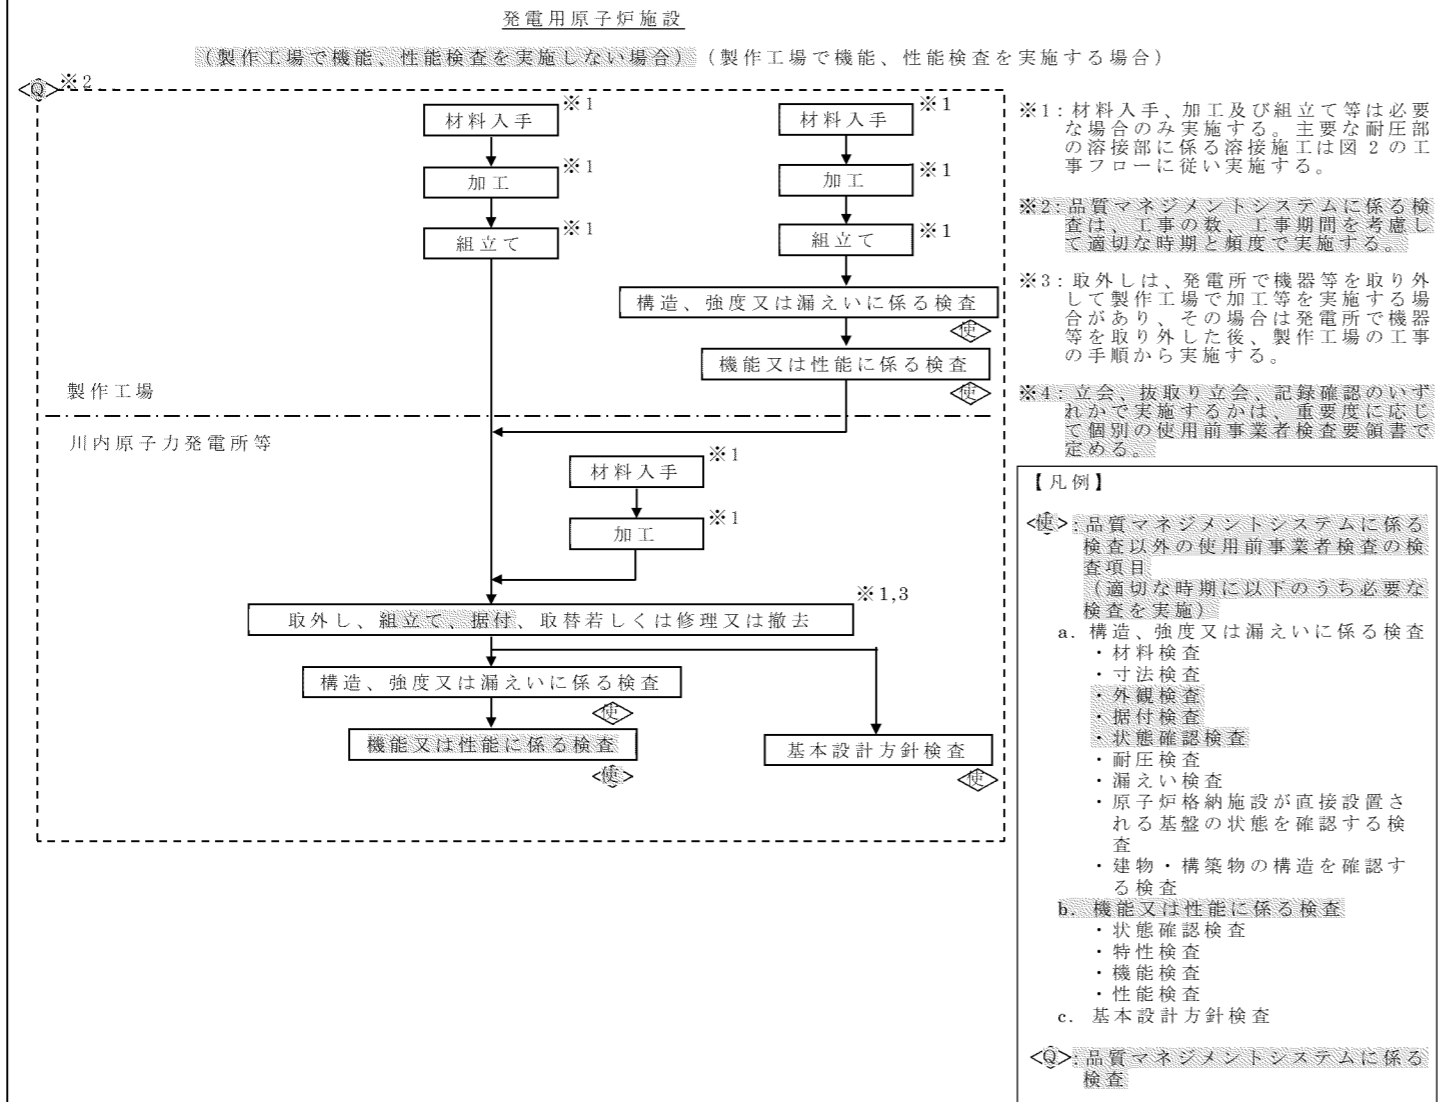 発電用原子炉施設
(製作工場で機能、性能検査を実施しない場合) (製作工場で機能、性能検査を実施する場合)
<Q>※2
材料入手 ※1
加工 ※1
組立て ※1
材料入手 ※1
加工 ※1
組立て ※1
構造、強度又は漏えいに係る検査
使
機能又は性能に係る検査
使
製作工場
川内原子力発電所等
材料入手 ※1
加工 ※1
※1,3
取外し、組立て、据付、取替若しくは修理又は撤去
構造、強度又は漏えいに係る検査
使
機能又は性能に係る検査
<使>
基本設計方針検査
使
※1:材料入手、加工及び組立て等は必要
な場合のみ実施する。主要な耐圧部
の溶接部に係る溶接施工は図2の工
事フローに従い実施する。
※2:品質マネジメントシステムに係る検
査は、工事の数、工事期間を考慮し
て適切な時期と頻度で実施する。
※3:取外しは、発電所で機器等を取り外
して製作工場で加工等を実施する場
合があり、その場合は発電所で機器
等を取り外した後、製作工場の工事
の手順から実施する。
※4:立会、抜取り立会、記録確認のいず
れかで実施するかは、重要度に応じ
て個別の使用前事業者検査要領書で
定める。
【凡例】
<使>:品質マネジメントシステムに係る
検査以外の使用前事業者検査の検
査項目
(適切な時期に以下のうち必要な
検査を実施)
a. 構造、強度又は漏えいに係る検査
・材料検査
・寸法検査
・外観検査
・据付検査
・状態確認検査
・耐圧検査
・漏えい検査
・原子炉格納施設が直接設置さ
れる基盤の状態を確認する検
査
・建物・構築物の構造を確認す
る検査
b. 機能又は性能に係る検査
・状態確認検査
・特性検査
・機能検査
・性能検査
c. 基本設計方針検査
<Q>:品質マネジメントシステムに係る
検査